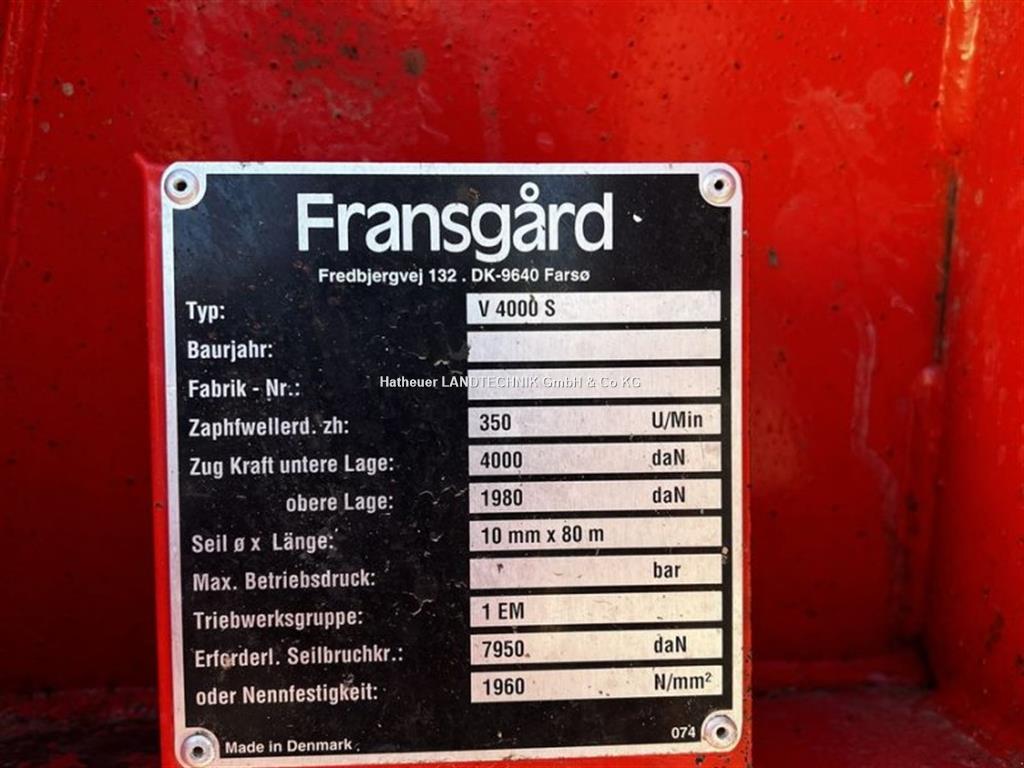 Fransgård
Fredbjergvej 132 . DK-9640 Farsø
Typ: V 4000 S
Baurjahr:
Hatheuer LANDTECHNIK GmbH & Co KG
Fabrik - Nr.:
Zaphfwellerd. zh: 350 U/Min
Zug Kraft untere Lage: 4000 daN
obere Lage: 1980 daN
Seil ø x Länge: 10 mm x 80 m
Max. Betriebsdruck: bar
Triebwerksgruppe: 1 EM
Erforderl. Seilbruchkr.: 7950 daN
oder Nennfestigkeit: 1960 N/mm²
Made in Denmark 074